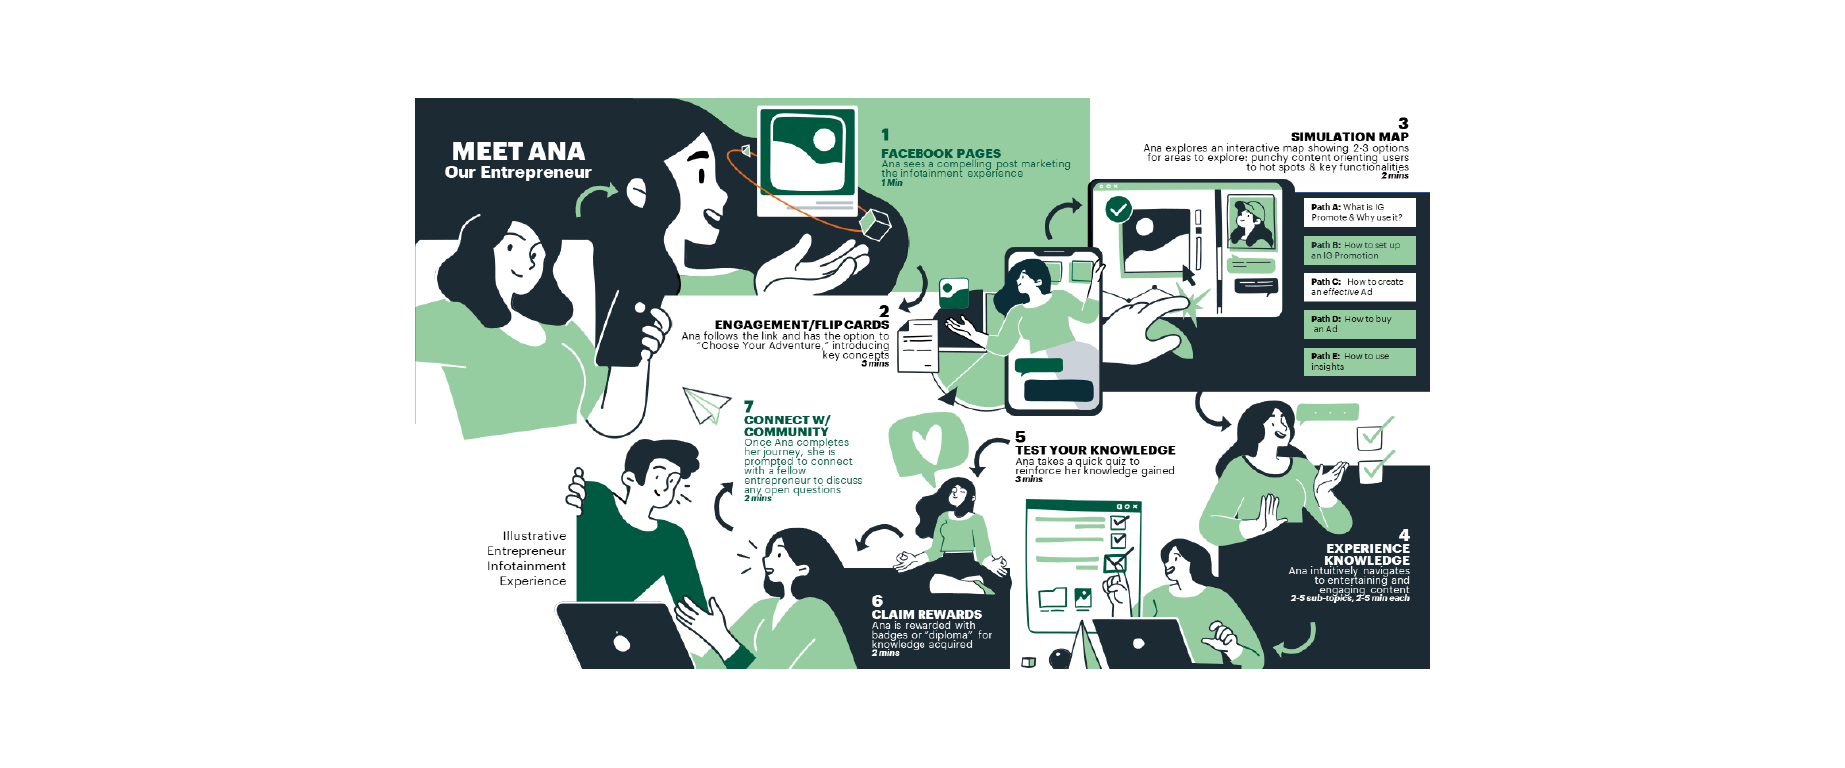 MEET ANA
Our Entrepreneur
1
FACEBOOK PAGES
Ana sees a compelling post marketing
the infotainment experience
1 Min
2
ENGAGEMENT/FLIP CARDS
Ana follows the link and has the option to
"Choose Your Adventure," introducing
key concepts
3 mins
3
SIMULATION MAP
Ana explores an interactive map showing 2-3 options
for areas to explore: punchy content orienting users
to hot spots & key functionalities
2 mins
Path A: What is IG
Promote & Why use it?
Path B: How to set up
an IG Promotion
Path C: How to create
an effective Ad
Path D: How to buy
an Ad
Path E: How to use
insights
4
EXPERIENCE
KNOWLEDGE
Ana intuitively navigates
to entertaining and
engaging content
2-5 sub-topics, 2-5 min each
5
TEST YOUR KNOWLEDGE
Ana takes a quick quiz to
reinforce her knowledge gained
3 mins
6
CLAIM REWARDS
Ana is rewarded with
badges or "diploma" for
knowledge acquired
2 mins
7
CONNECT W/
COMMUNITY
Once Ana completes
her journey, she is
prompted to connect
with a fellow
entrepreneur to discuss
any open questions
2 mins
Illustrative
Entrepreneur
Infotainment
Experience